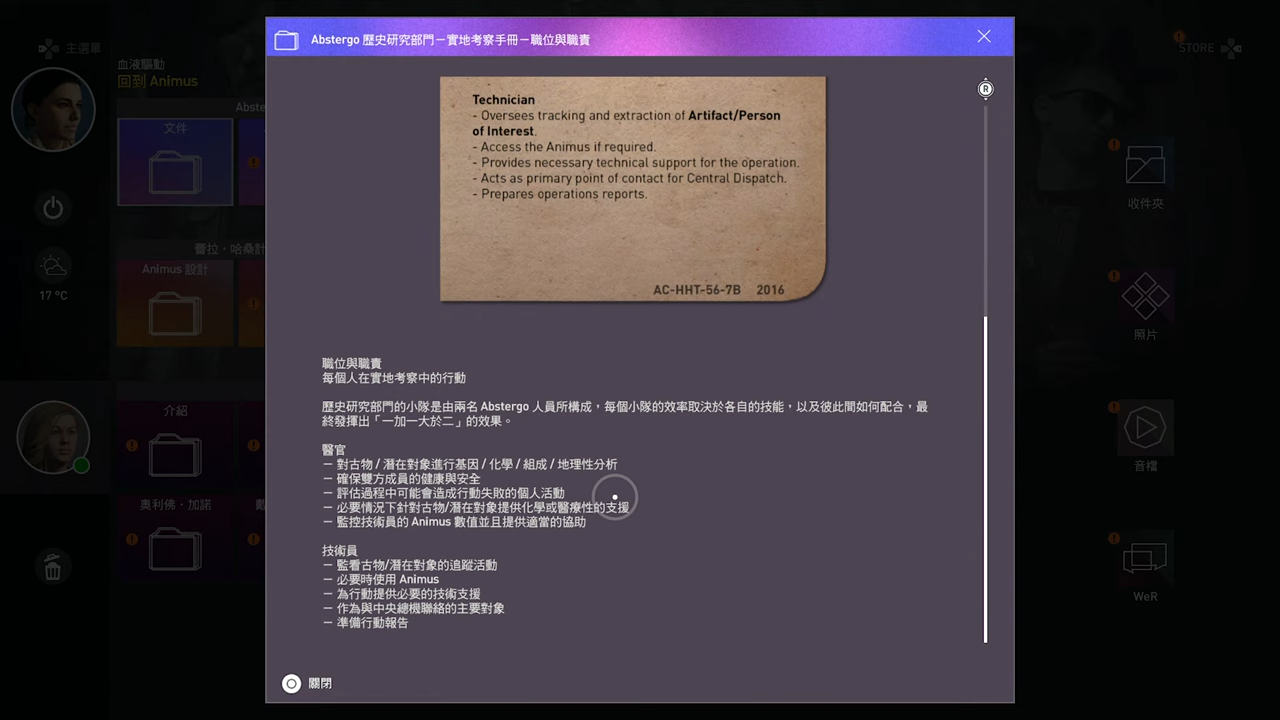 Abstergo 歷史研究部門－實地考察手冊－職位與職責
主選單
STORE
血液驅動
回到 Animus
Abste
文件
Technician
- Oversees tracking and extraction of Artifact/Person
of Interest.
- Access the Animus if required.
- Provides necessary technical support for the operation.
- Acts as primary point of contact for Central Dispatch.
- Prepares operations reports.
AC-HHT-56-7B 2016
R
收件夾
蕾拉・哈桑計
Animus 設計
17 °C
照片
職位與職責
每個人在實地考察中的行動
歷史研究部門的小隊是由兩名 Abstergo 人員所構成，每個小隊的效率取決於各自的技能，以及彼此間如何配合，最
終發揮出「一加一大於二」的效果。
介紹
醫官
－ 對古物 / 潛在對象進行基因 / 化學 / 組成 / 地理性分析
－ 確保雙方成員的健康與安全
－ 評估過程中可能會造成行動失敗的個人活動
－ 必要情況下針對古物/潛在對象提供化學或醫療性的支援
－ 監控技術員的 Animus 數值並且提供適當的協助
音檔
奧利佛・加諾
戴
技術員
－ 監看古物/潛在對象的追蹤活動
－ 必要時使用 Animus
－ 為行動提供必要的技術支援
－ 作為與中央總機聯絡的主要對象
－ 準備行動報告
WeR
關閉